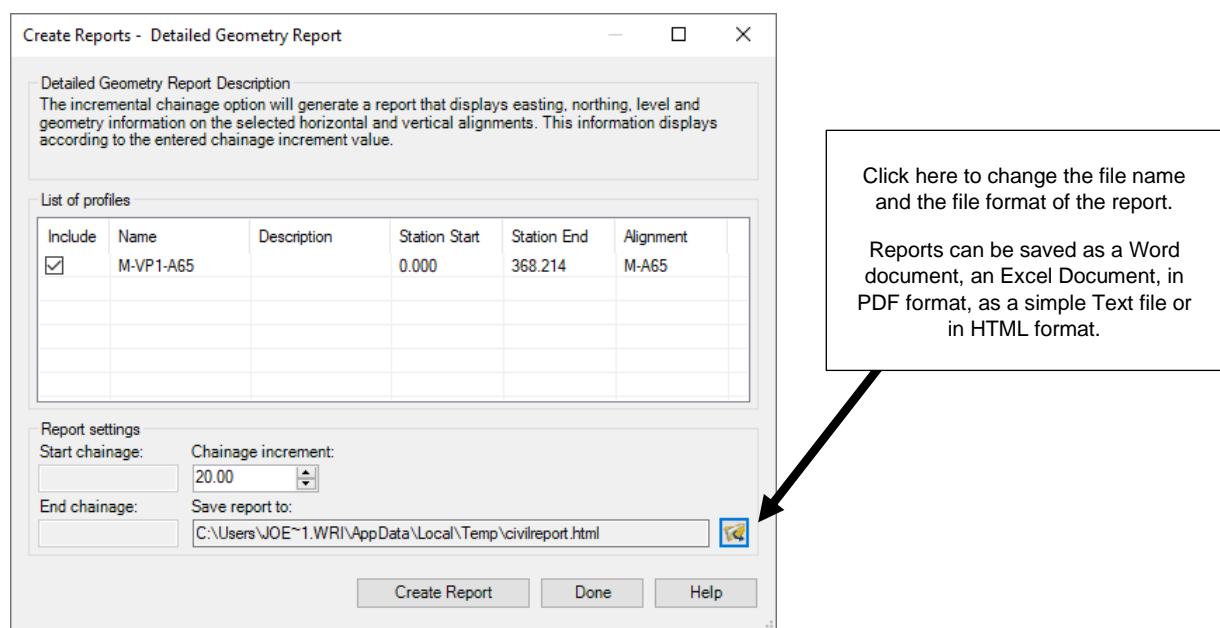 Create Reports - Detailed Geometry Report
Detailed Geometry Report Description
The incremental chainage option will generate a report that displays easting, northing, level and
geometry information on the selected horizontal and vertical alignments. This information displays
according to the entered chainage increment value.
List of profiles
Include Name Description Station Start Station End Alignment
M-VP1-A65 0.000 368.214 M-A65
Report settings
Start chainage: Chainage increment:
20.00
End chainage: Save report to:
C:\Users\JOE~1.WRI\AppData\Local\Temp\civilreport.html
Create Report Done Help
Click here to change the file name
and the file format of the report.
Reports can be saved as a Word
document, an Excel Document, in
PDF format, as a simple Text file or
in HTML format.